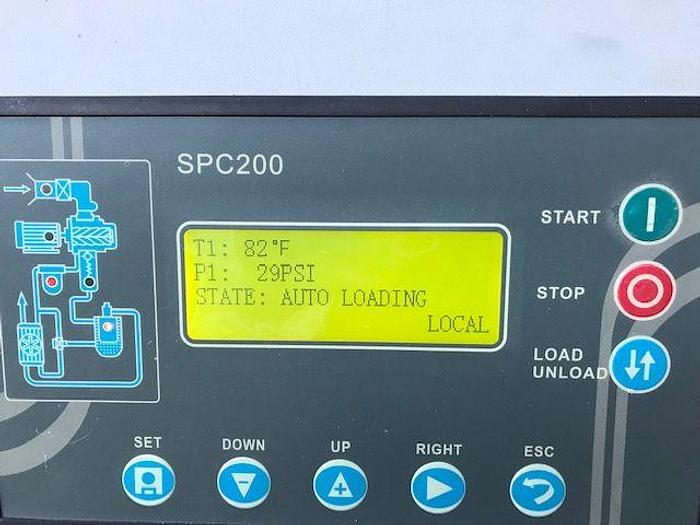 SPC200
T1: 82°F
P1: 29PSI
STATE: AUTO LOADING
LOCAL
START
STOP
LOAD
UNLOAD
SET
DOWN
UP
RIGHT
ESC